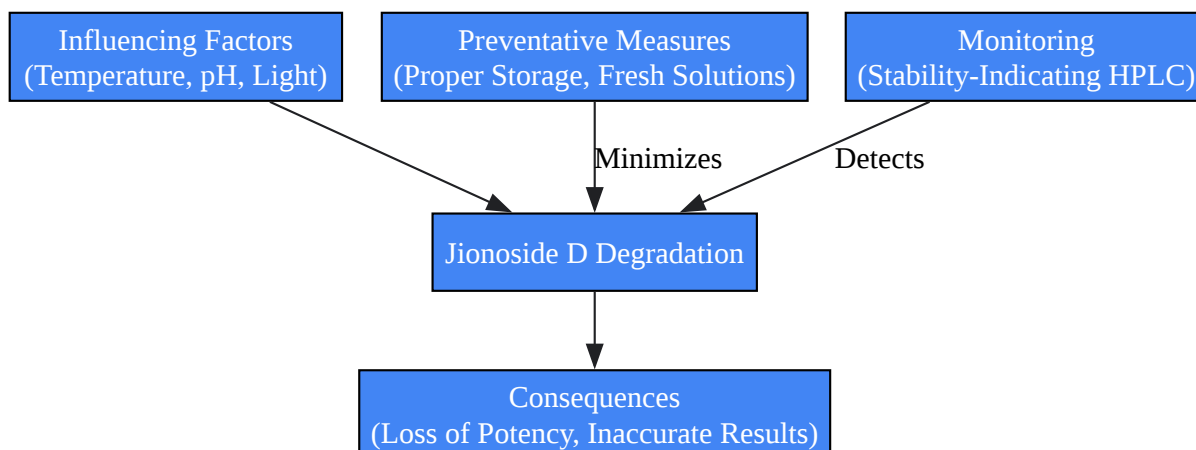 Influencing Factors
(Temperature, pH, Light)
Preventative Measures
(Proper Storage, Fresh Solutions)
Monitoring
(Stability-Indicating HPLC)
Minimizes
Detects
Jionoside D Degradation
Consequences
(Loss of Potency, Inaccurate Results)